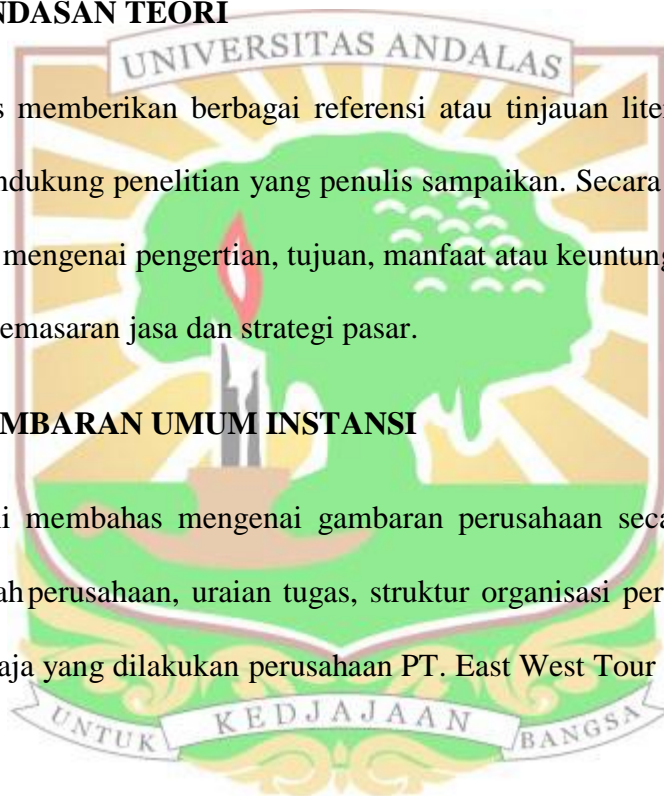 NDASAN TEORI
UNIVERSITAS ANDALAS
s memberikan berbagai referensi atau tinjauan lite
ndukung penelitian yang penulis sampaikan. Secara
mengenai pengertian, tujuan, manfaat atau keuntung
emasaran jasa dan strategi pasar.
MBARAN UMUM INSTANSI
i membahas mengenai gambaran perusahaan seca
ah perusahaan, uraian tugas, struktur organisasi per
aja yang dilakukan perusahaan PT. East West Tour
UNTUK KEDJAJAAN BANGSA